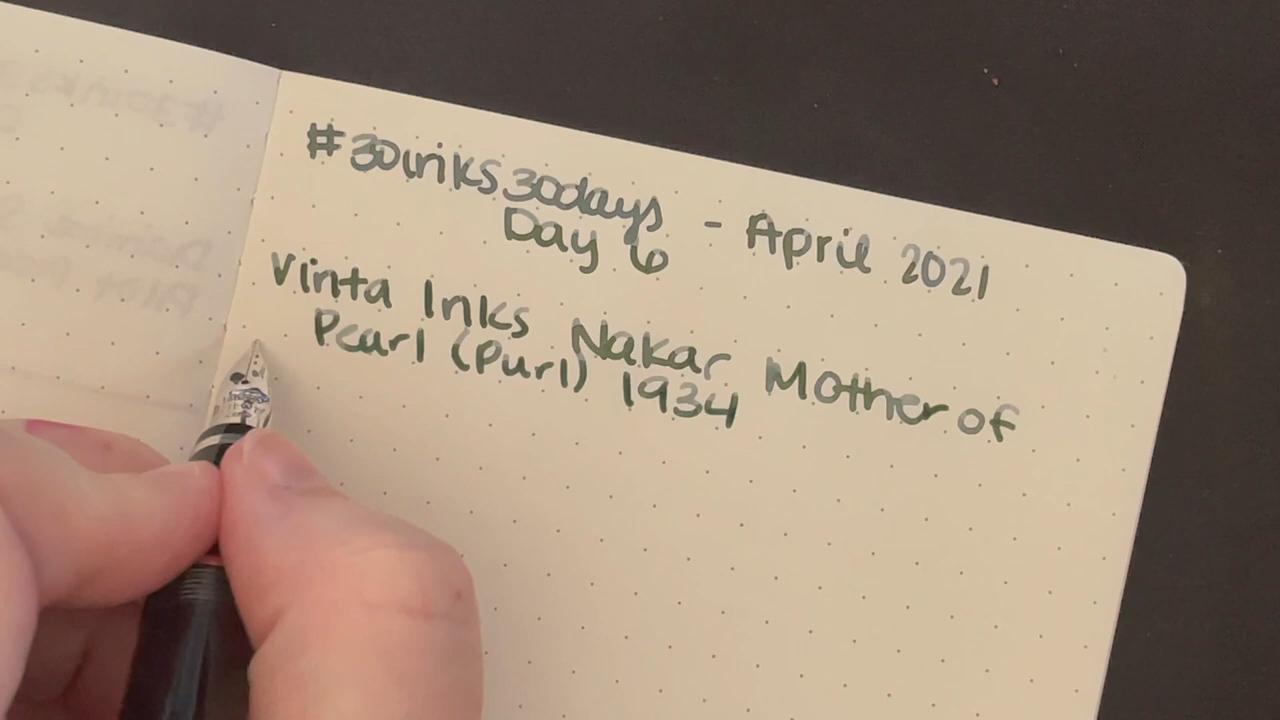 #30inks30days - April 2021
Day 6
Vinta Inks Nakar Mother of
Pearl (Purl) 1934